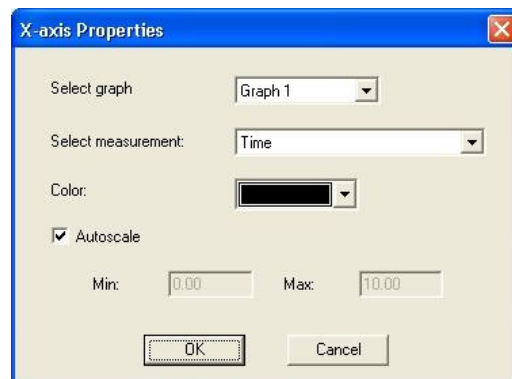 X-axis Properties
Select graph Graph 1
Select measurement: Time
Color:
Autoscale
Min: 0.00 Max: 10.00
OK Cancel